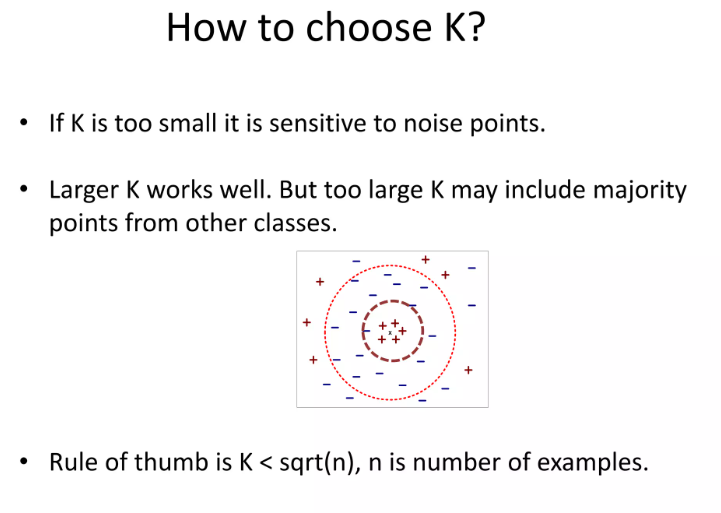 How to choose K?
• If K is too small it is sensitive to noise points.
• Larger K works well. But too large K may include majority
points from other classes.
• Rule of thumb is K < sqrt(n), n is number of examples.